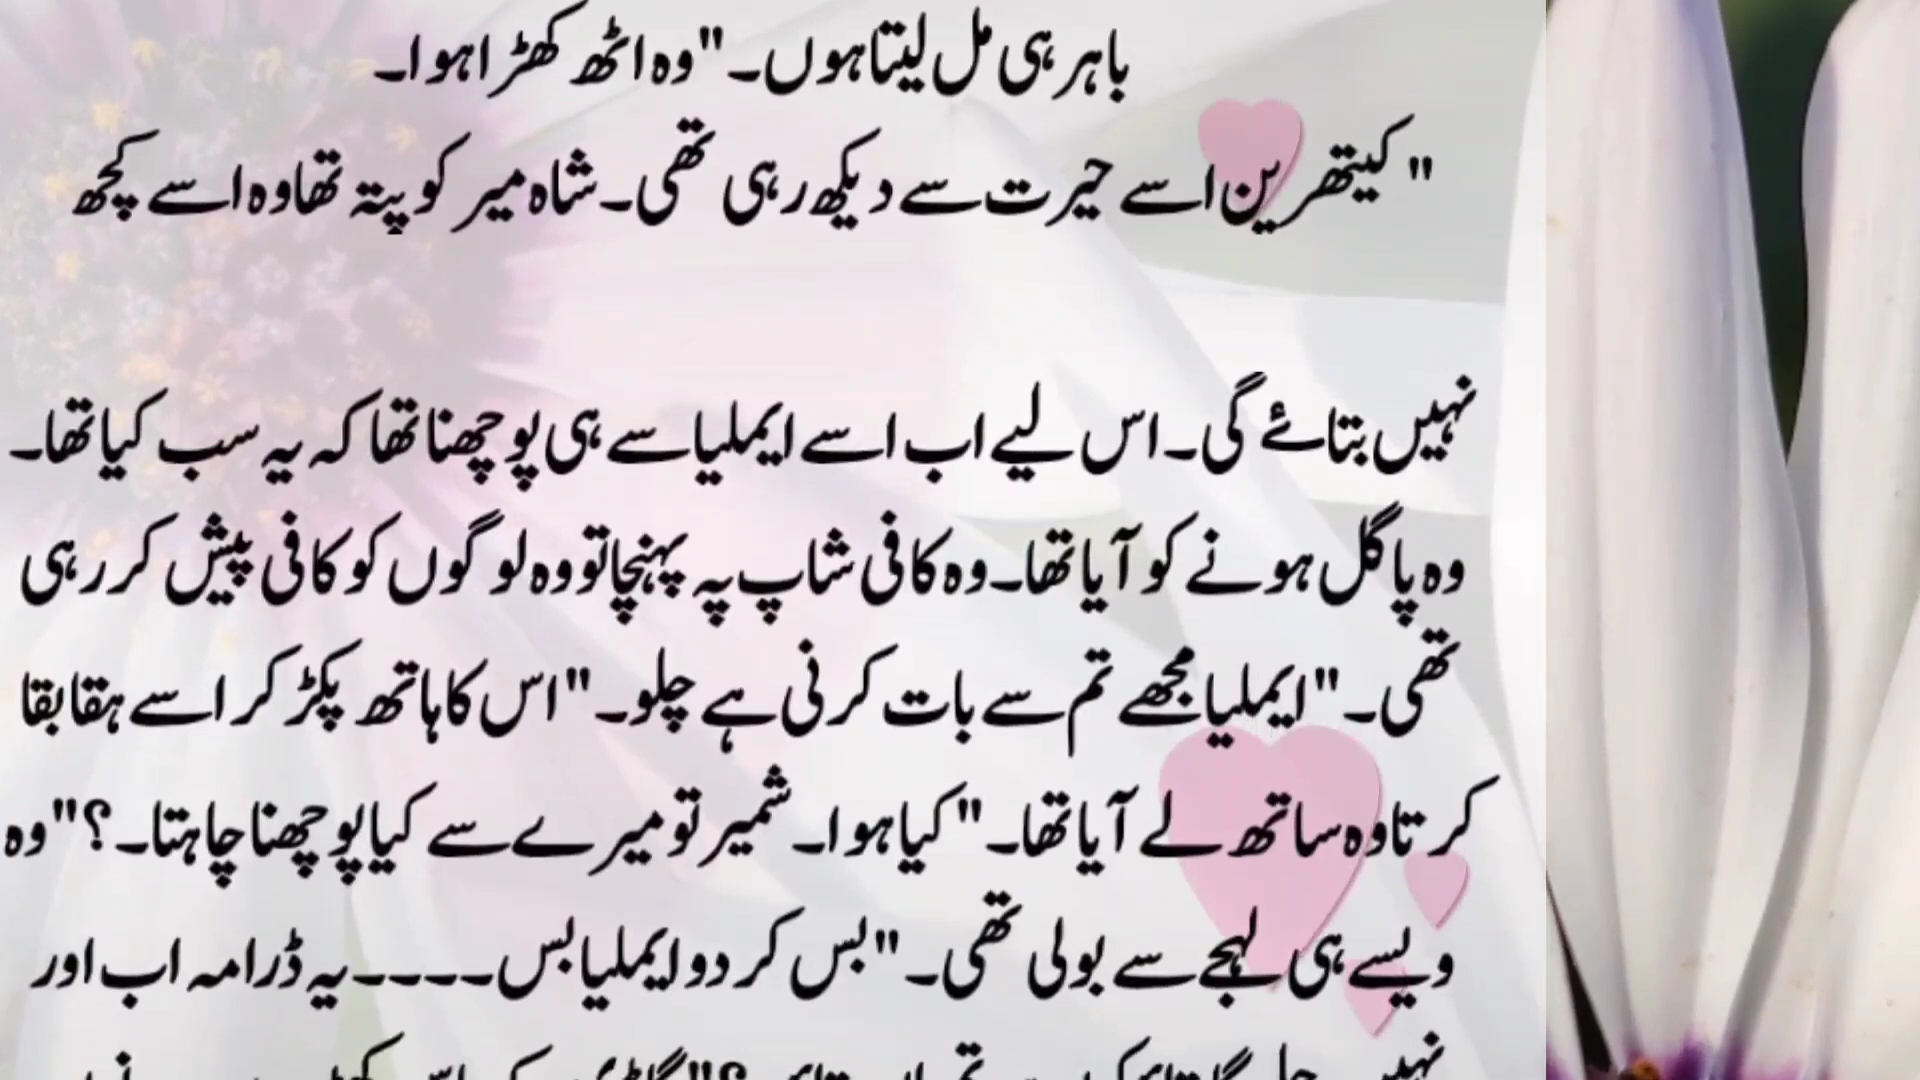 باہر ہی مل لیتا ہوں۔" وہ اٹھ کھڑا ہوا۔
" کیتھرین اسے حیرت سے دیکھ رہی تھی۔ شاہ میر کو پتہ تھا وہ اسے کچھ
نہیں بتائے گی۔ اس لیے اب اسے ایملیا سے ہی پوچھنا تھا کہ یہ سب کیا تھا۔
وہ پاگل ہونے کو آیا تھا۔ وہ کافی شاپ پہ پہنچا تو وہ لوگوں کو کافی پیش کر رہی
تھی۔ "ایملیا مجھے تم سے بات کرنی ہے چلو۔" اس کا ہاتھ پکڑ کر اسے ہقا بقا
کرتا وہ ساتھ لے آیا تھا۔ "کیا ہوا۔ شمیر تو میرے سے کیا پوچھنا چاہتا۔؟" وہ
ویسے ہی لہجے سے بولی تھی۔ "بس کر دو ایملیا بس۔۔۔۔ یہ ڈرامہ اب اور
نہیں